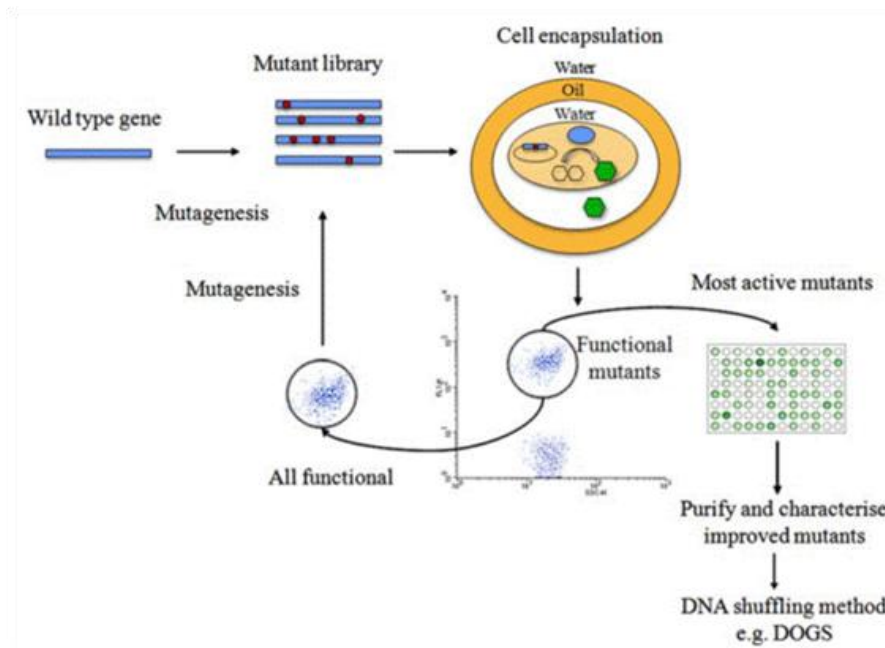 Cell encapsulation
Mutant library
Water
Oil
Wild type gene
Water
Mutagenesis
Mutagenesis
Most active mutants
Functional
mutants
All functional
Purify and characterise
improved mutants
DNA shuffling method
e.g. DOGS